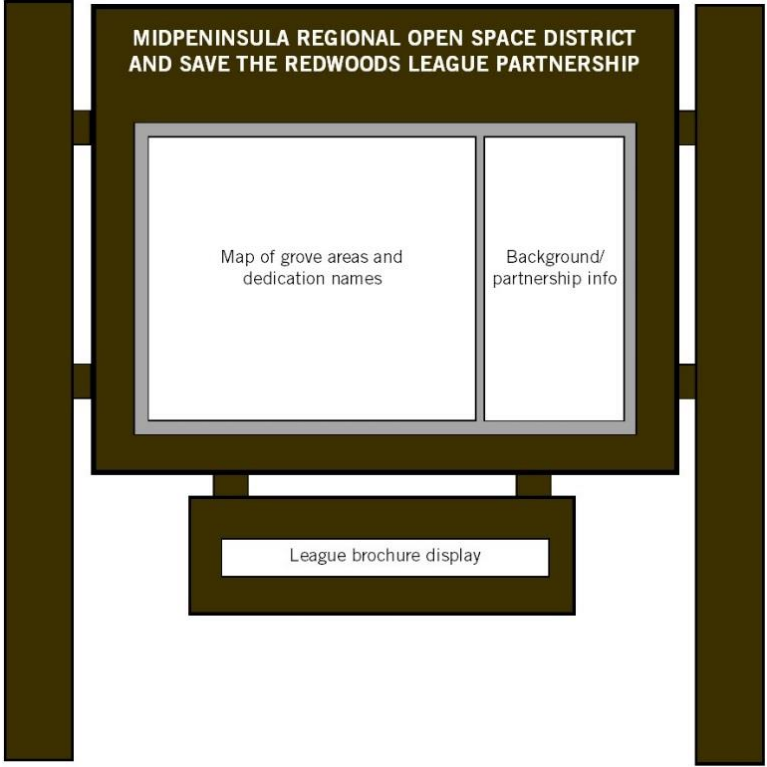 MIDPENINSULA REGIONAL OPEN SPACE DISTRICT
AND SAVE THE REDWOODS LEAGUE PARTNERSHIP
Map of grove areas and
dedication names
Background/
partnership info
League brochure display